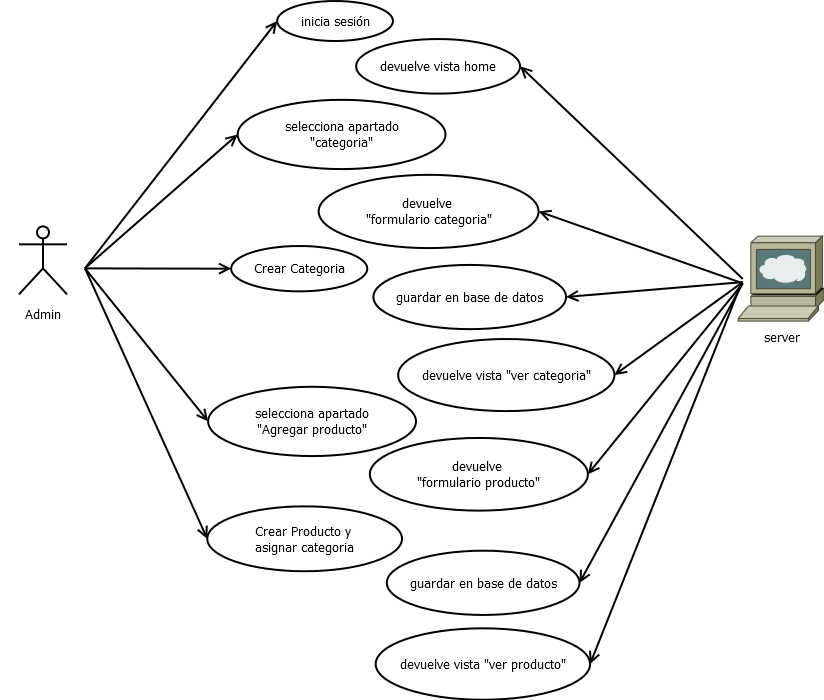 inicia sesión
devuelve vista home
selecciona apartado
"categoria"
devuelve
"formulario categoria"
Crear Categoria
guardar en base de datos
Admin
server
devuelve vista "ver categoria"
selecciona apartado
"Agregar producto"
devuelve
"formulario producto"
Crear Producto y
asignar categoria
guardar en base de datos
devuelve vista "ver producto"